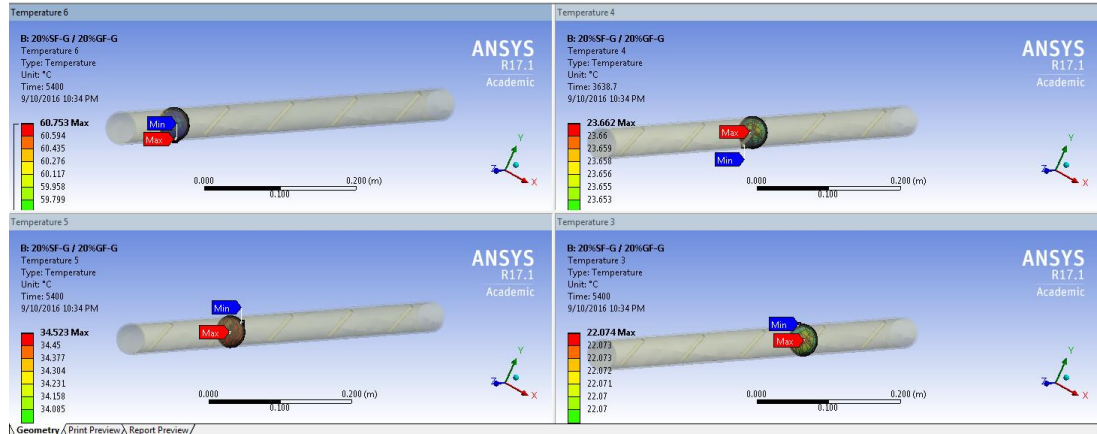 Temperature 6
B: 20%SF-G / 20%GF-G
Temperature 6
Type: Temperature
Unit: °C
Time: 5400
9/10/2016 10:34 PM
60.753 Max
60.594
60.435
60.276
60.117
59.958
59.799
Min
Max
ANSYS
R17.1
Academic
0.000
0.200 (m)
0.100
Y
Z
X
Temperature 4
B: 20%SF-G / 20%GF-G
Temperature 4
Type: Temperature
Unit: °C
Time: 3638.7
9/10/2016 10:34 PM
23.662 Max
23.66
23.659
23.658
23.656
23.655
23.653
Max
Min
ANSYS
R17.1
Academic
0.000
0.200 (m)
0.100
Y
Z
X
Temperature 5
B: 20%SF-G / 20%GF-G
Temperature 5
Type: Temperature
Unit: °C
Time: 5400
9/10/2016 10:34 PM
34.523 Max
34.45
34.377
34.304
34.231
34.158
34.085
Min
Max
ANSYS
R17.1
Academic
0.000
0.200 (m)
0.100
Y
Z
X
Temperature 3
B: 20%SF-G / 20%GF-G
Temperature 3
Type: Temperature
Unit: °C
Time: 5400
9/10/2016 10:34 PM
22.074 Max
22.073
22.073
22.072
22.071
22.07
22.07
Min
Max
ANSYS
R17.1
Academic
0.000
0.200 (m)
0.100
Y
Z
X
Geometry Print Preview Report Preview